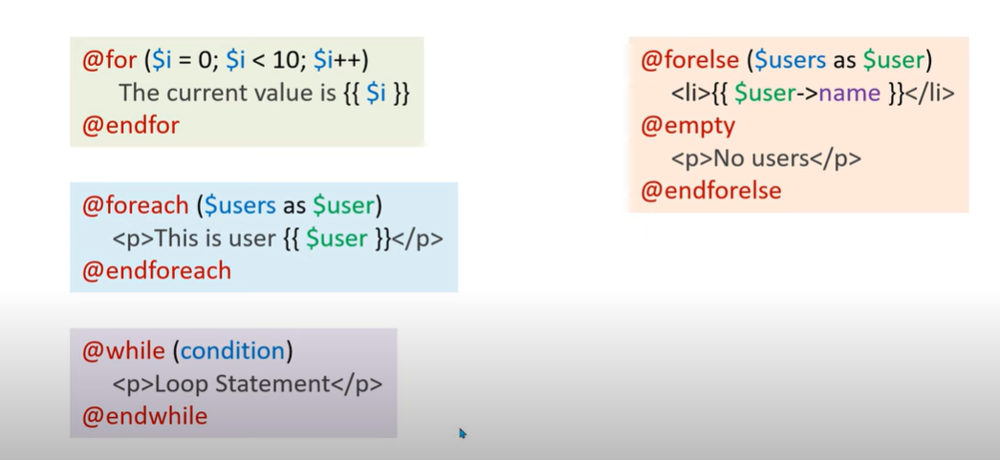 @for ($i = 0; $i < 10; $i++)
The current value is {{ $i }}
@endfor
@foreach ($users as $user)
<p>This is user {{ $user }}</p>
@endforeach
@while (condition)
<p>Loop Statement</p>
@endwhile
@forelse ($users as $user)
<li>{{ $user->name }}</li>
@empty
<p>No users</p>
@endforelse